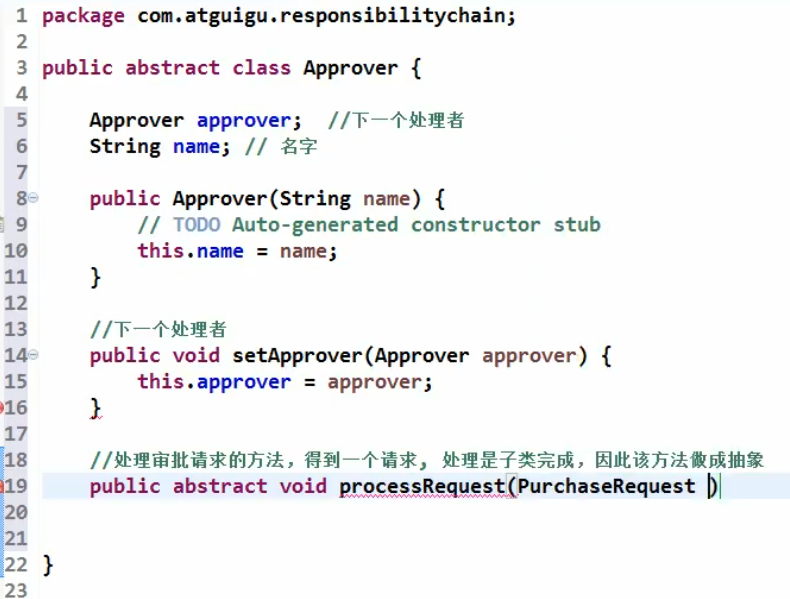 1 package com.atguigu.responsibilitychain;
2
3 public abstract class Approver {
4
5     Approver approver;  //下一个处理者
6     String name; // 名字
7
8     public Approver(String name) {
9         // TODO Auto-generated constructor stub
10         this.name = name;
11     }
12
13     //下一个处理者
14     public void setApprover(Approver approver) {
15         this.approver = approver;
16     }
17
18     //处理审批请求的方法，得到一个请求, 处理是子类完成，因此该方法做成抽象
19     public abstract void processRequest(PurchaseRequest )
20
21
22 }
23